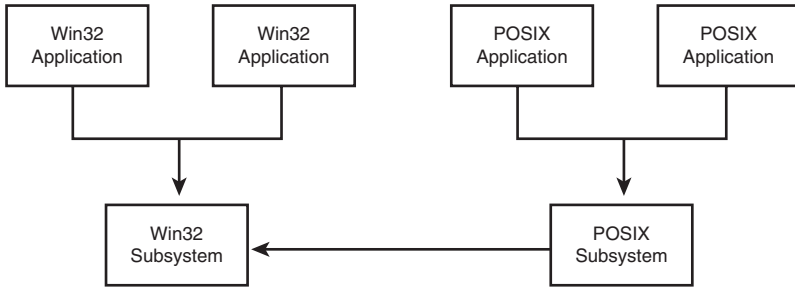 Win32
Application
Win32
Application
POSIX
Application
POSIX
Application
Win32
Subsystem
POSIX
Subsystem